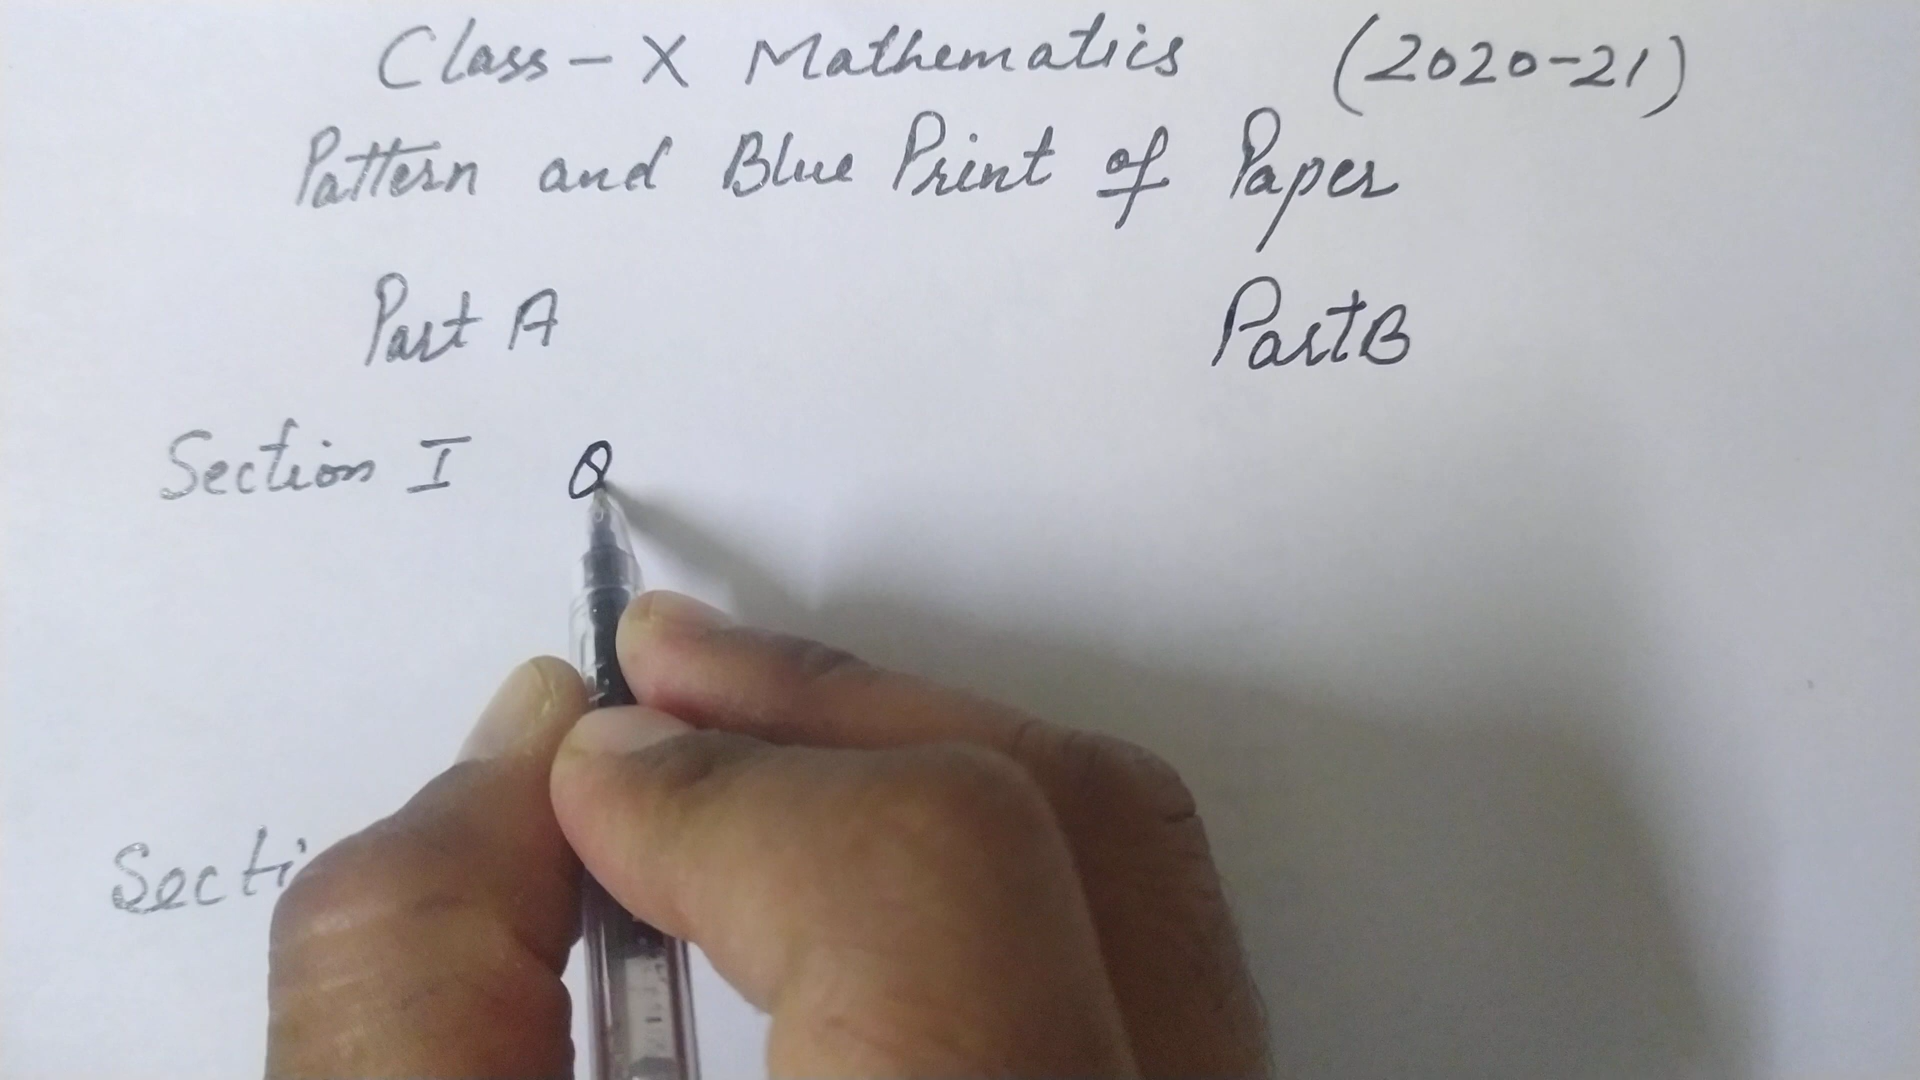 Class - X Mathematics (2020-21)
Pattern and Blue Print of Paper
Part A Part B
Section I Q
Secti